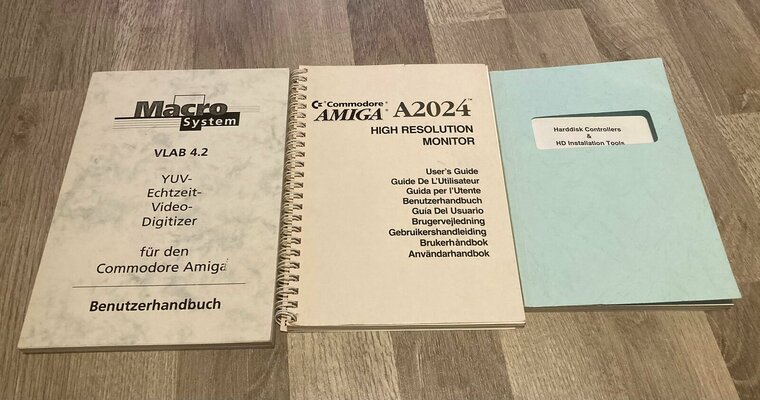 Macro
System
VLAB 4.2
YUV-
Echtzeit-
Video-
Digitizer
für den
Commodore Amiga
Benutzerhandbuch
Commodore®
AMIGA® A2024™
HIGH RESOLUTION
MONITOR
User's Guide
Guide De L'Utilisateur
Guida per l'Utente
Benutzerhandbuch
Guía Del Usuario
Brugervejledning
Gebruikershandleiding
Brukerhåndbok
Användarhandbok
Harddisk Controllers
&
HD Installation Tools